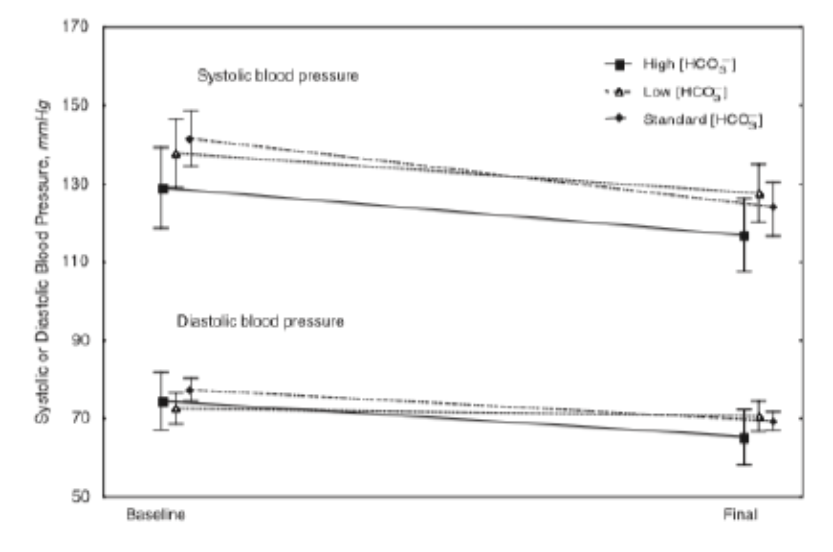 170
150
130
110
90
70
50
Systolic or Diastolic Blood Pressure, mmHg
Systolic blood pressure
High [HCO₃⁻]
Low [HCO₃⁻]
Standard [HCO₃⁻]
Diastolic blood pressure
Baseline
Final